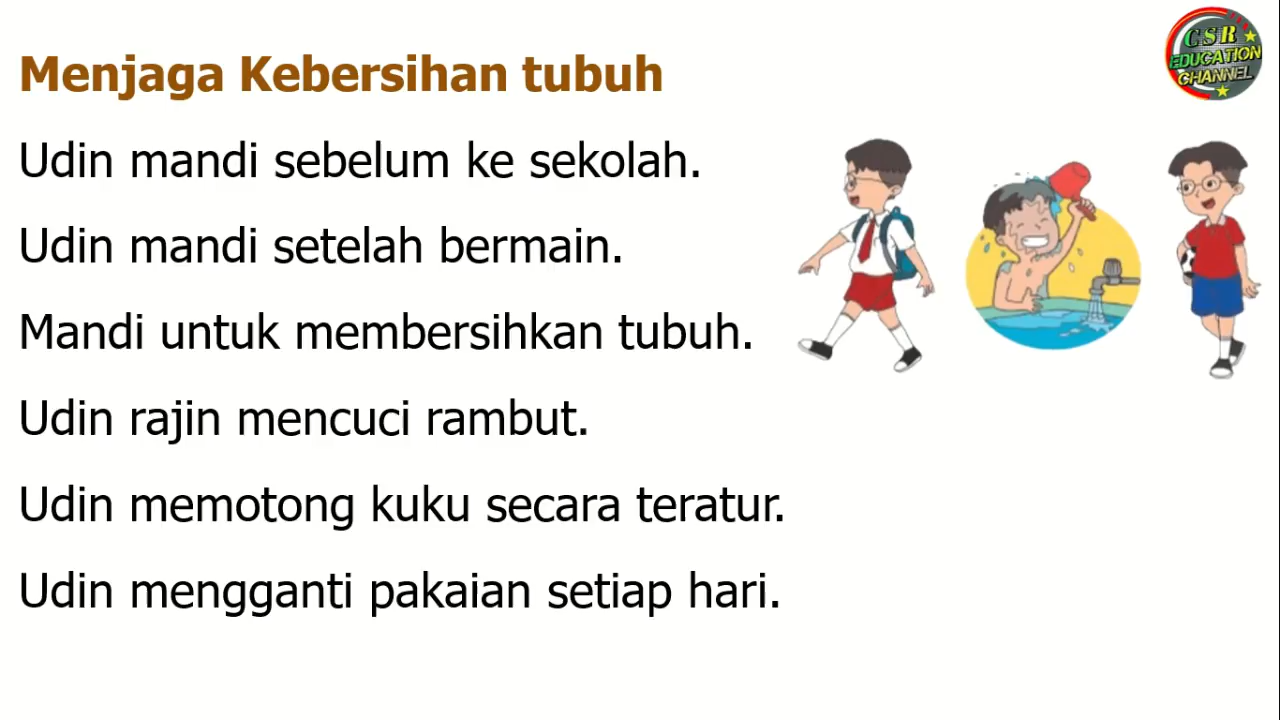 Menjaga Kebersihan tubuh
Udin mandi sebelum ke sekolah.
Udin mandi setelah bermain.
Mandi untuk membersihkan tubuh.
Udin rajin mencuci rambut.
Udin memotong kuku secara teratur.
Udin mengganti pakaian setiap hari.
CSR
EDUCATION
CHANNEL